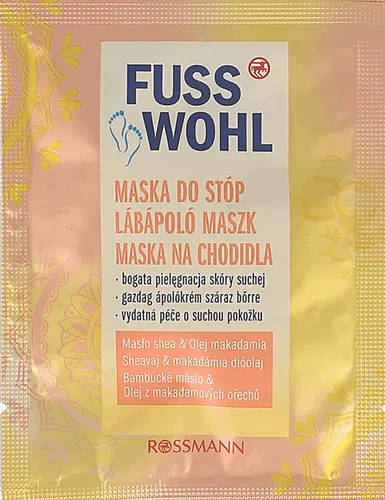 FUSS
WOHL
MASKA DO STÓP
LÁBÁPOLÓ MASZK
MASKA NA CHODIDLA
· bogata pielęgnacja skóry suchej
· gazdag ápolókrém száraz bőrre
· vydatná péče o suchou pokožku
Masło shea & Olej makadamia
Sheavaj & makadámia dióolaj
Bambucké máslo &
Olej z makadamových ořechů
ROSSMANN